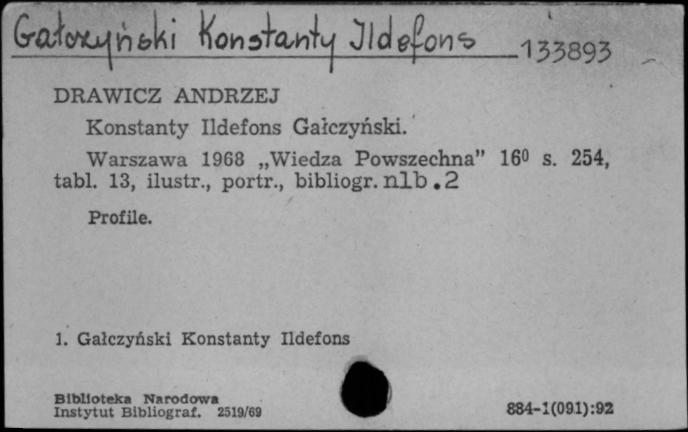 Gałczyński Konstanty Ildefons 133893
DRAWICZ ANDRZEJ
Konstanty Ildefons Gałczyński.
Warszawa 1968 „Wiedza Powszechna” 16⁰ s. 254,
tabl. 13, ilustr., portr., bibliogr. nlb.2
Profile.
1. Gałczyński Konstanty Ildefons
Biblioteka Narodowa
Instytut Bibliograf. 2519/69 884-1(091):92